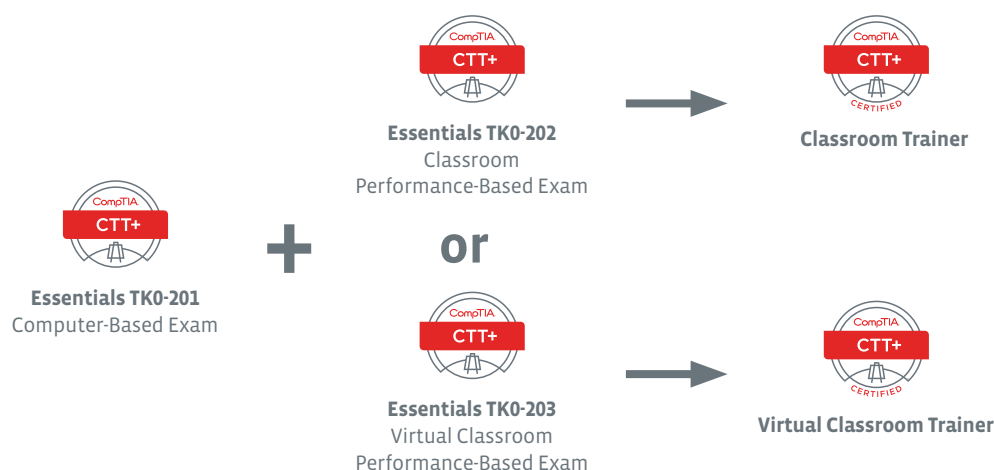 CompTIA
CTT+
Essentials TK0-201
Computer-Based Exam
+
CompTIA
CTT+
Essentials TK0-202
Classroom
Performance-Based Exam
or
CompTIA
CTT+
Essentials TK0-203
Virtual Classroom
Performance-Based Exam
CompTIA
CTT+
CERTIFIED
Classroom Trainer
CompTIA
CTT+
CERTIFIED
Virtual Classroom Trainer